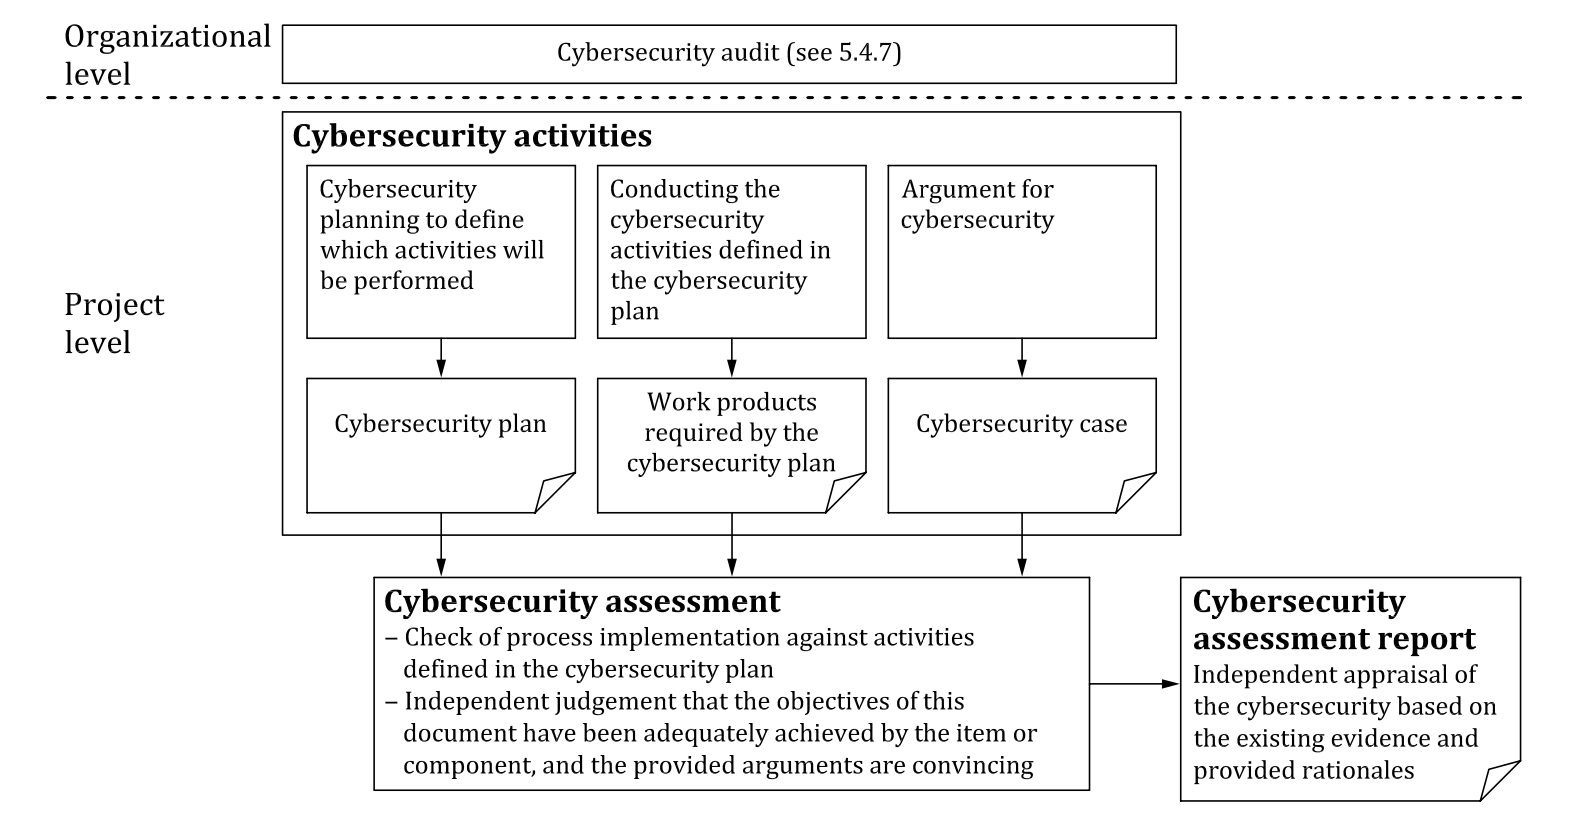 Organizational
level
Cybersecurity audit (see 5.4.7)
Cybersecurity activities
Cybersecurity
planning to define
which activities will
be performed
Conducting the
cybersecurity
activities defined in
the cybersecurity
plan
Argument for
cybersecurity
Project
level
Cybersecurity plan
Work products
required by the
cybersecurity plan
Cybersecurity case
Cybersecurity assessment
– Check of process implementation against activities
defined in the cybersecurity plan
– Independent judgement that the objectives of this
document have been adequately achieved by the item or
component, and the provided arguments are convincing
Cybersecurity
assessment report
Independent appraisal of
the cybersecurity based on
the existing evidence and
provided rationales